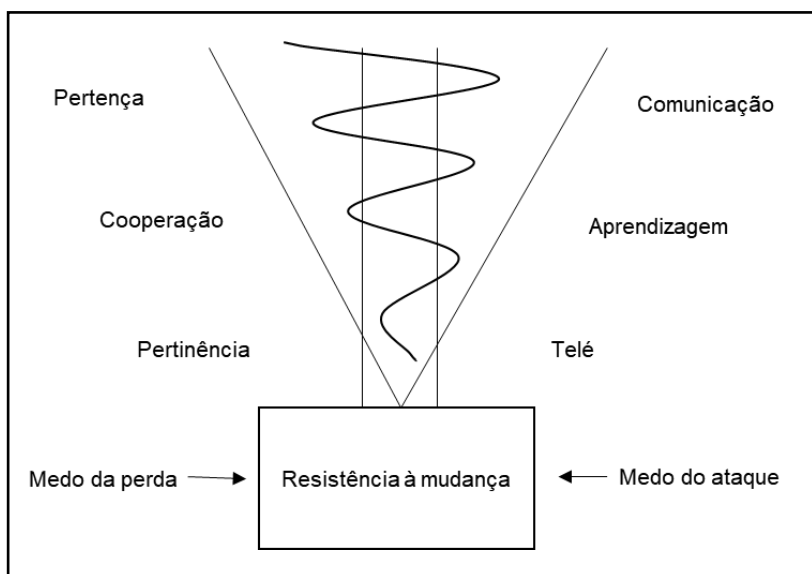 Pertença
Comunicação
Cooperação
Aprendizagem
Pertinência
Telé
Medo da perda
Resistência à mudança
Medo do ataque